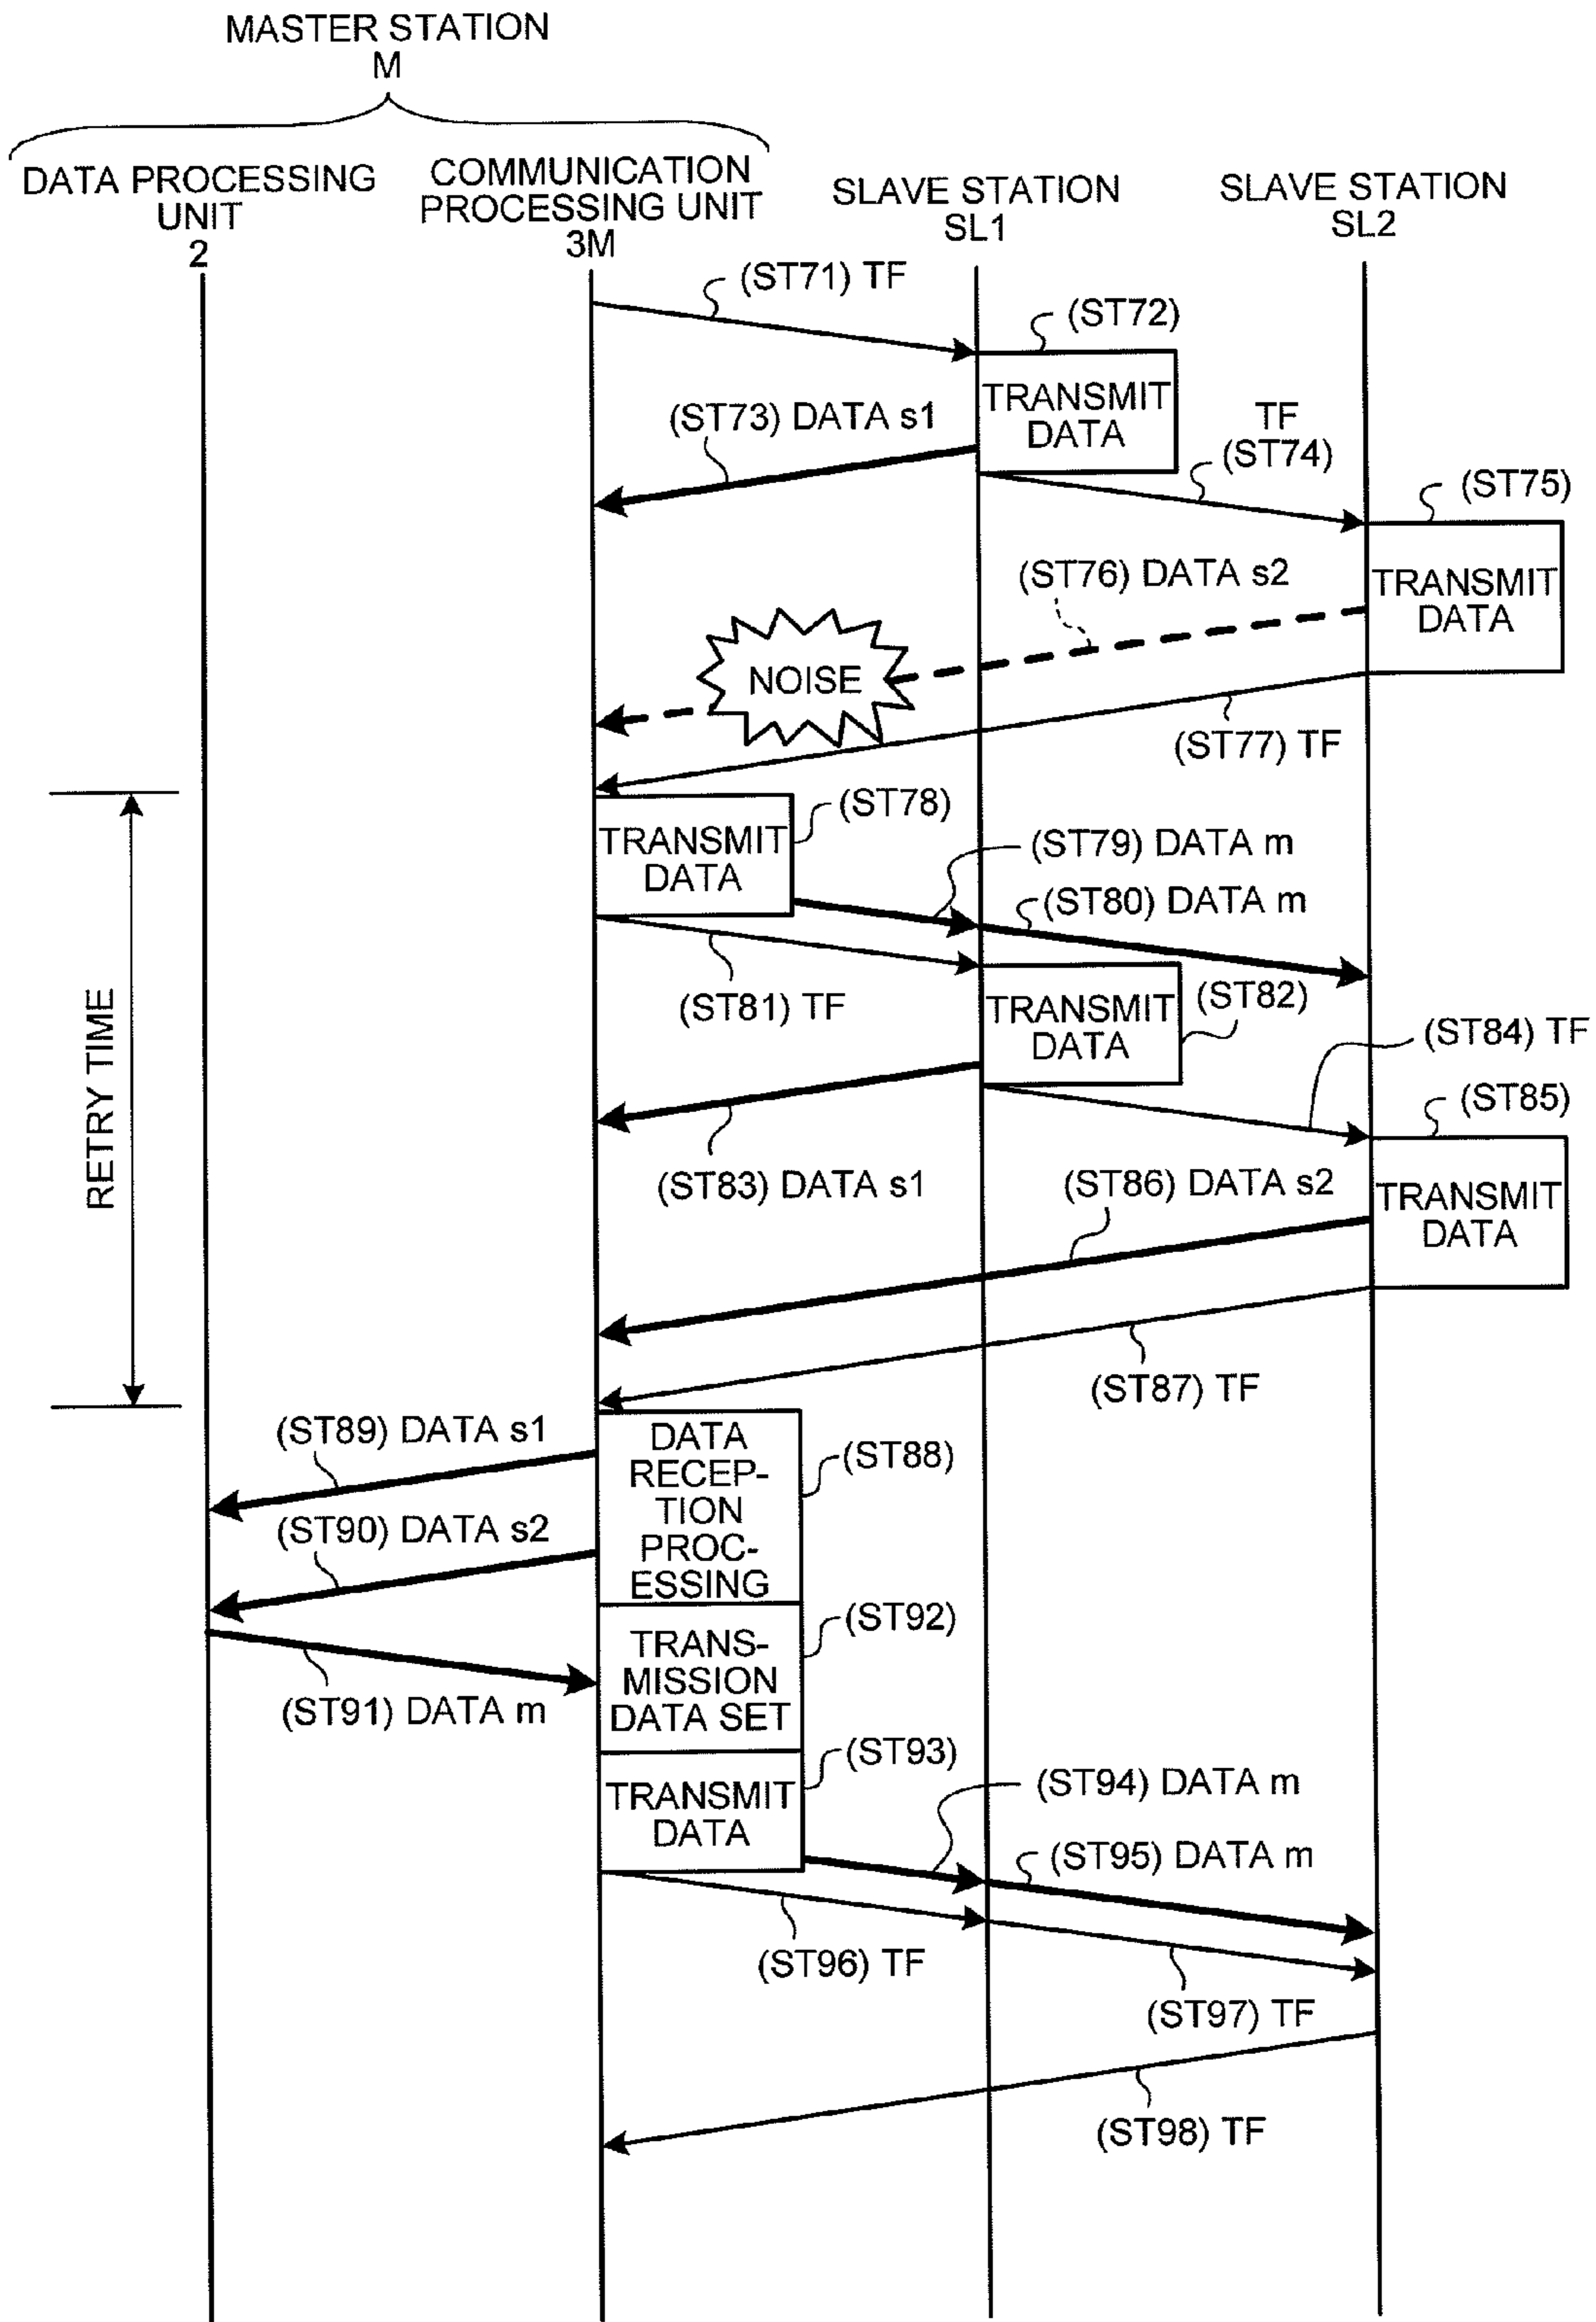 MASTER STATION
M
DATA PROCESSING
UNIT
2
COMMUNICATION
PROCESSING UNIT
3M
SLAVE STATION
SL1
SLAVE STATION
SL2
(ST71) TF
(ST72)
TRANSMIT
DATA
(ST73) DATA s1
TF
(ST74)
(ST75)
TRANSMIT
DATA
(ST76) DATA s2
NOISE
(ST77) TF
RETRY TIME
(ST78)
TRANSMIT
DATA
(ST79) DATA m
(ST80) DATA m
(ST81) TF
(ST82)
TRANSMIT
DATA
(ST84) TF
(ST83) DATA s1
(ST85)
TRANSMIT
DATA
(ST86) DATA s2
(ST87) TF
(ST89) DATA s1
DATA
RECEP-
TION
PROC-
ESSING
(ST88)
(ST90) DATA s2
(ST92)
TRANS-
MISSION
DATA SET
(ST91) DATA m
(ST93)
TRANSMIT
DATA
(ST94) DATA m
(ST95) DATA m
(ST96) TF
(ST97) TF
(ST98) TF